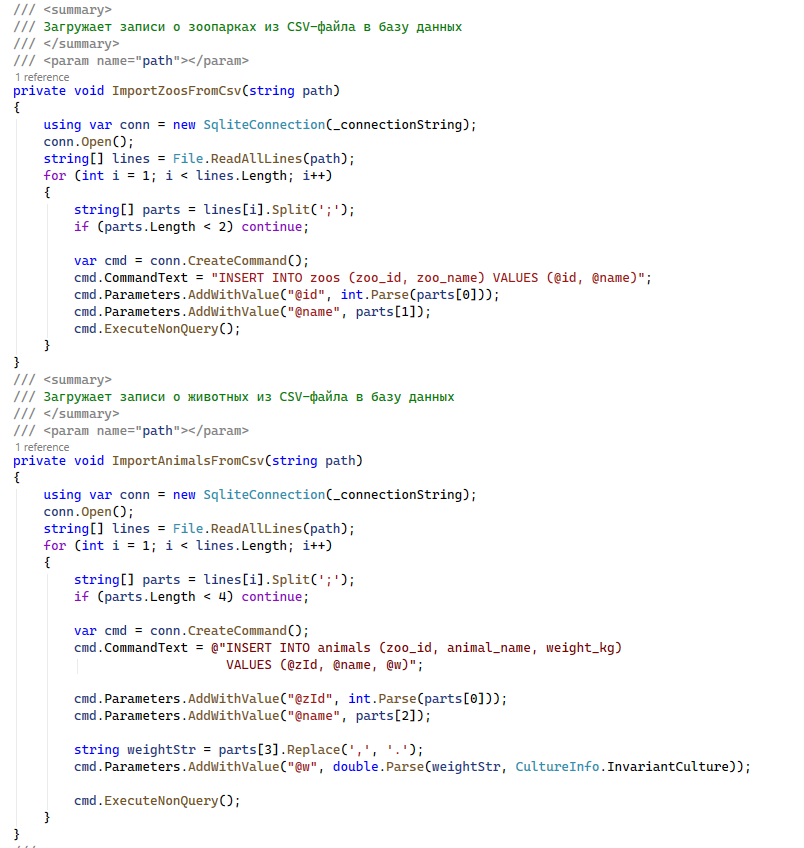 /// <summary>
/// Загружает записи о зоопарках из CSV-файла в базу данных
/// </summary>
/// <param name="path"></param>
1 reference
private void ImportZoosFromCsv(string path)
{
    using var conn = new SqliteConnection(_connectionString);
    conn.Open();
    string[] lines = File.ReadAllLines(path);
    for (int i = 1; i < lines.Length; i++)
    {
        string[] parts = lines[i].Split(';');
        if (parts.Length < 2) continue;

        var cmd = conn.CreateCommand();
        cmd.CommandText = "INSERT INTO zoos (zoo_id, zoo_name) VALUES (@id, @name)";
        cmd.Parameters.AddWithValue("@id", int.Parse(parts[0]));
        cmd.Parameters.AddWithValue("@name", parts[1]);
        cmd.ExecuteNonQuery();
    }
}
/// <summary>
/// Загружает записи о животных из CSV-файла в базу данных
/// </summary>
/// <param name="path"></param>
1 reference
private void ImportAnimalsFromCsv(string path)
{
    using var conn = new SqliteConnection(_connectionString);
    conn.Open();
    string[] lines = File.ReadAllLines(path);
    for (int i = 1; i < lines.Length; i++)
    {
        string[] parts = lines[i].Split(';');
        if (parts.Length < 4) continue;

        var cmd = conn.CreateCommand();
        cmd.CommandText = @"INSERT INTO animals (zoo_id, animal_name, weight_kg)
                            VALUES (@zId, @name, @w)";

        cmd.Parameters.AddWithValue("@zId", int.Parse(parts[0]));
        cmd.Parameters.AddWithValue("@name", parts[2]);

        string weightStr = parts[3].Replace(',', '.');
        cmd.Parameters.AddWithValue("@w", double.Parse(weightStr, CultureInfo.InvariantCulture));

        cmd.ExecuteNonQuery();
    }
}